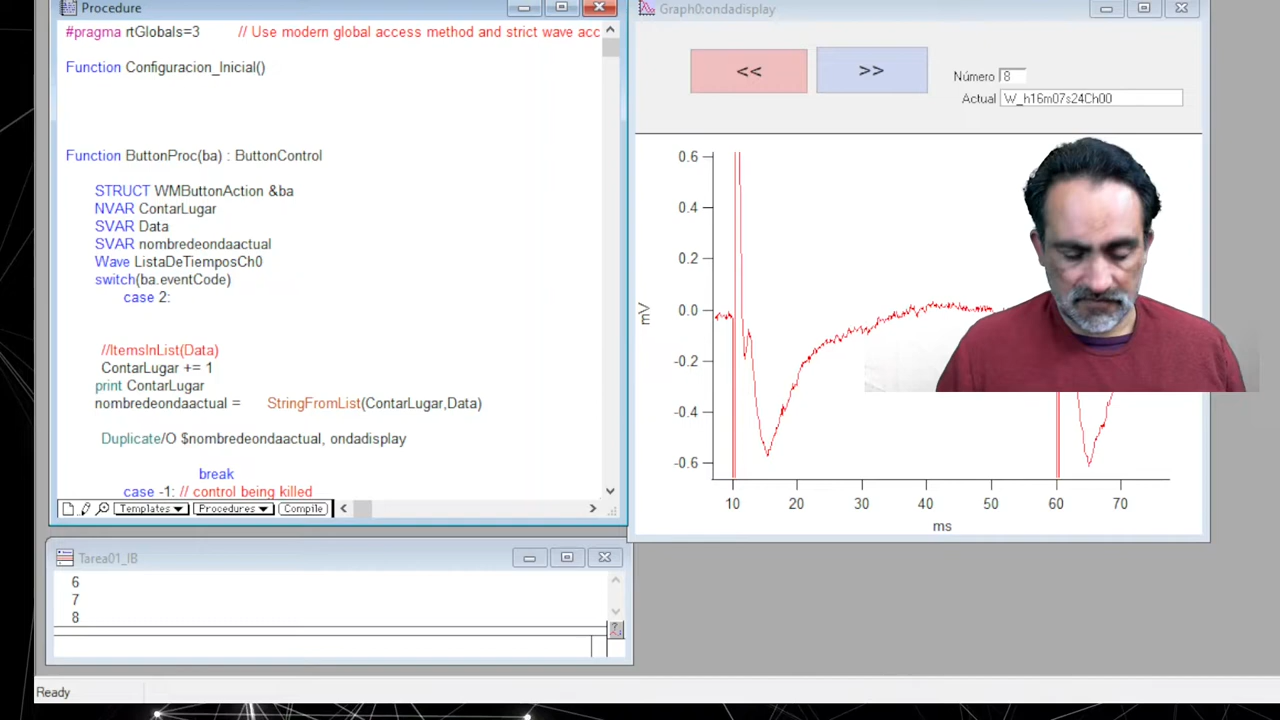 Procedure
#pragma rtGlobals=3 // Use modern global access method and strict wave acc
Function Configuracion_Inicial()
Function ButtonProc(ba) : ButtonControl
STRUCT WMButtonAction &ba
NVAR ContarLugar
SVAR Data
SVAR nombredeondaactual
Wave ListaDeTiemposCh0
switch(ba.eventCode)
case 2:
//ItemsInList(Data)
ContarLugar += 1
print ContarLugar
nombredeondaactual = StringFromList(ContarLugar,Data)
Duplicate/O $nombredeondaactual, ondadisplay
break
case -1: // control being killed
Templates Procedures Compile
Tarea01_IB
6
7
8
Ready
Graph0:ondadisplay
<< >>
Número 8
Actual W_h16m07s24Ch00
0.6
0.4
0.2
0.0
-0.2
-0.4
-0.6
mV
10 20 30 40 50 60 70
ms